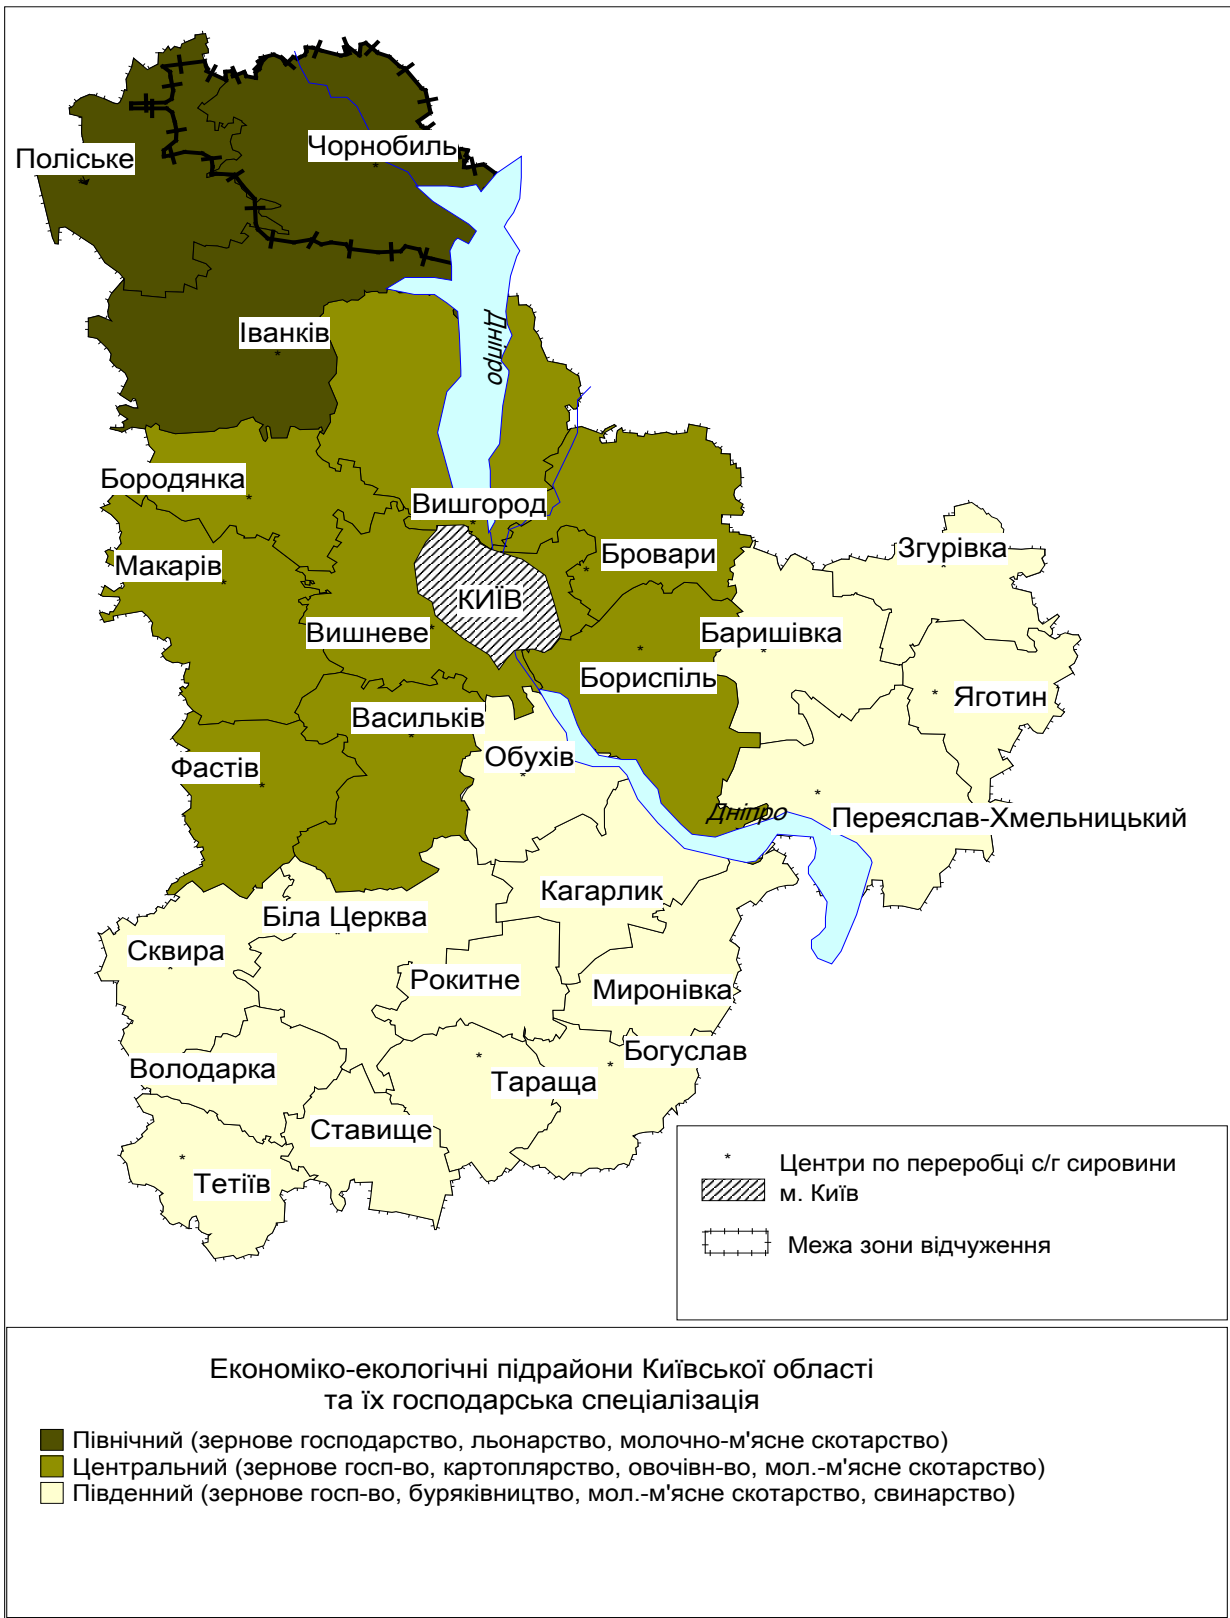 Чорнобиль
Поліське
Іванків
Дніпро
Бородянка
Вишгород
Макарів
Бровари
Згурівка
КИЇВ
Вишневе
Баришівка
Бориспіль
Яготин
Васильків
Обухів
Фастів
Дніпро
Переяслав-Хмельницький
Кагарлик
Біла Церква
Сквира
Рокитне
Миронівка
Володарка
Богуслав
Тараща
Ставище
Тетіїв
* Центри по переробці с/г сировини
м. Київ
Межа зони відчуження
Економіко-екологічні підрайони Київської області
та їх господарська спеціалізація
Північний (зернове господарство, льонарство, молочно-м'ясне скотарство)
Центральний (зернове госп-во, картоплярство, овочівн-во, мол.-м'ясне скотарство)
Південний (зернове госп-во, буряківництво, мол.-м'ясне скотарство, свинарство)